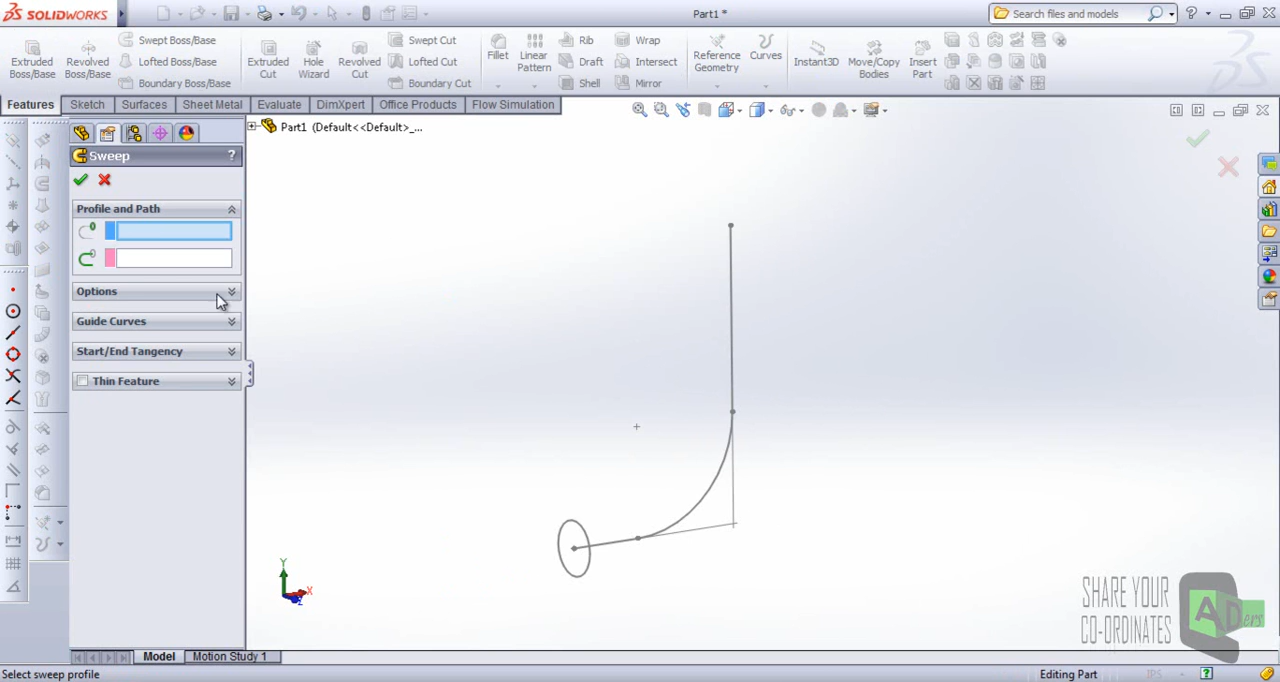 SOLIDWORKS
Part1 *
Search files and models
Extruded Boss/Base
Revolved Boss/Base
Swept Boss/Base
Lofted Boss/Base
Boundary Boss/Base
Extruded Cut
Hole Wizard
Revolved Cut
Swept Cut
Lofted Cut
Boundary Cut
Fillet
Linear Pattern
Rib
Draft
Shell
Wrap
Intersect
Mirror
Reference Geometry
Curves
Instant3D
Move/Copy Bodies
Insert Part
Features
Sketch
Surfaces
Sheet Metal
Evaluate
DimXpert
Office Products
Flow Simulation
Part1 (Default<<Default>_...
Sweep
?
Profile and Path
Options
Guide Curves
Start/End Tangency
Thin Feature
Y
X
Z
SHARE YOUR
CO-ORDINATES
CADers
Model
Motion Study 1
Select sweep profile
Editing Part
IPS